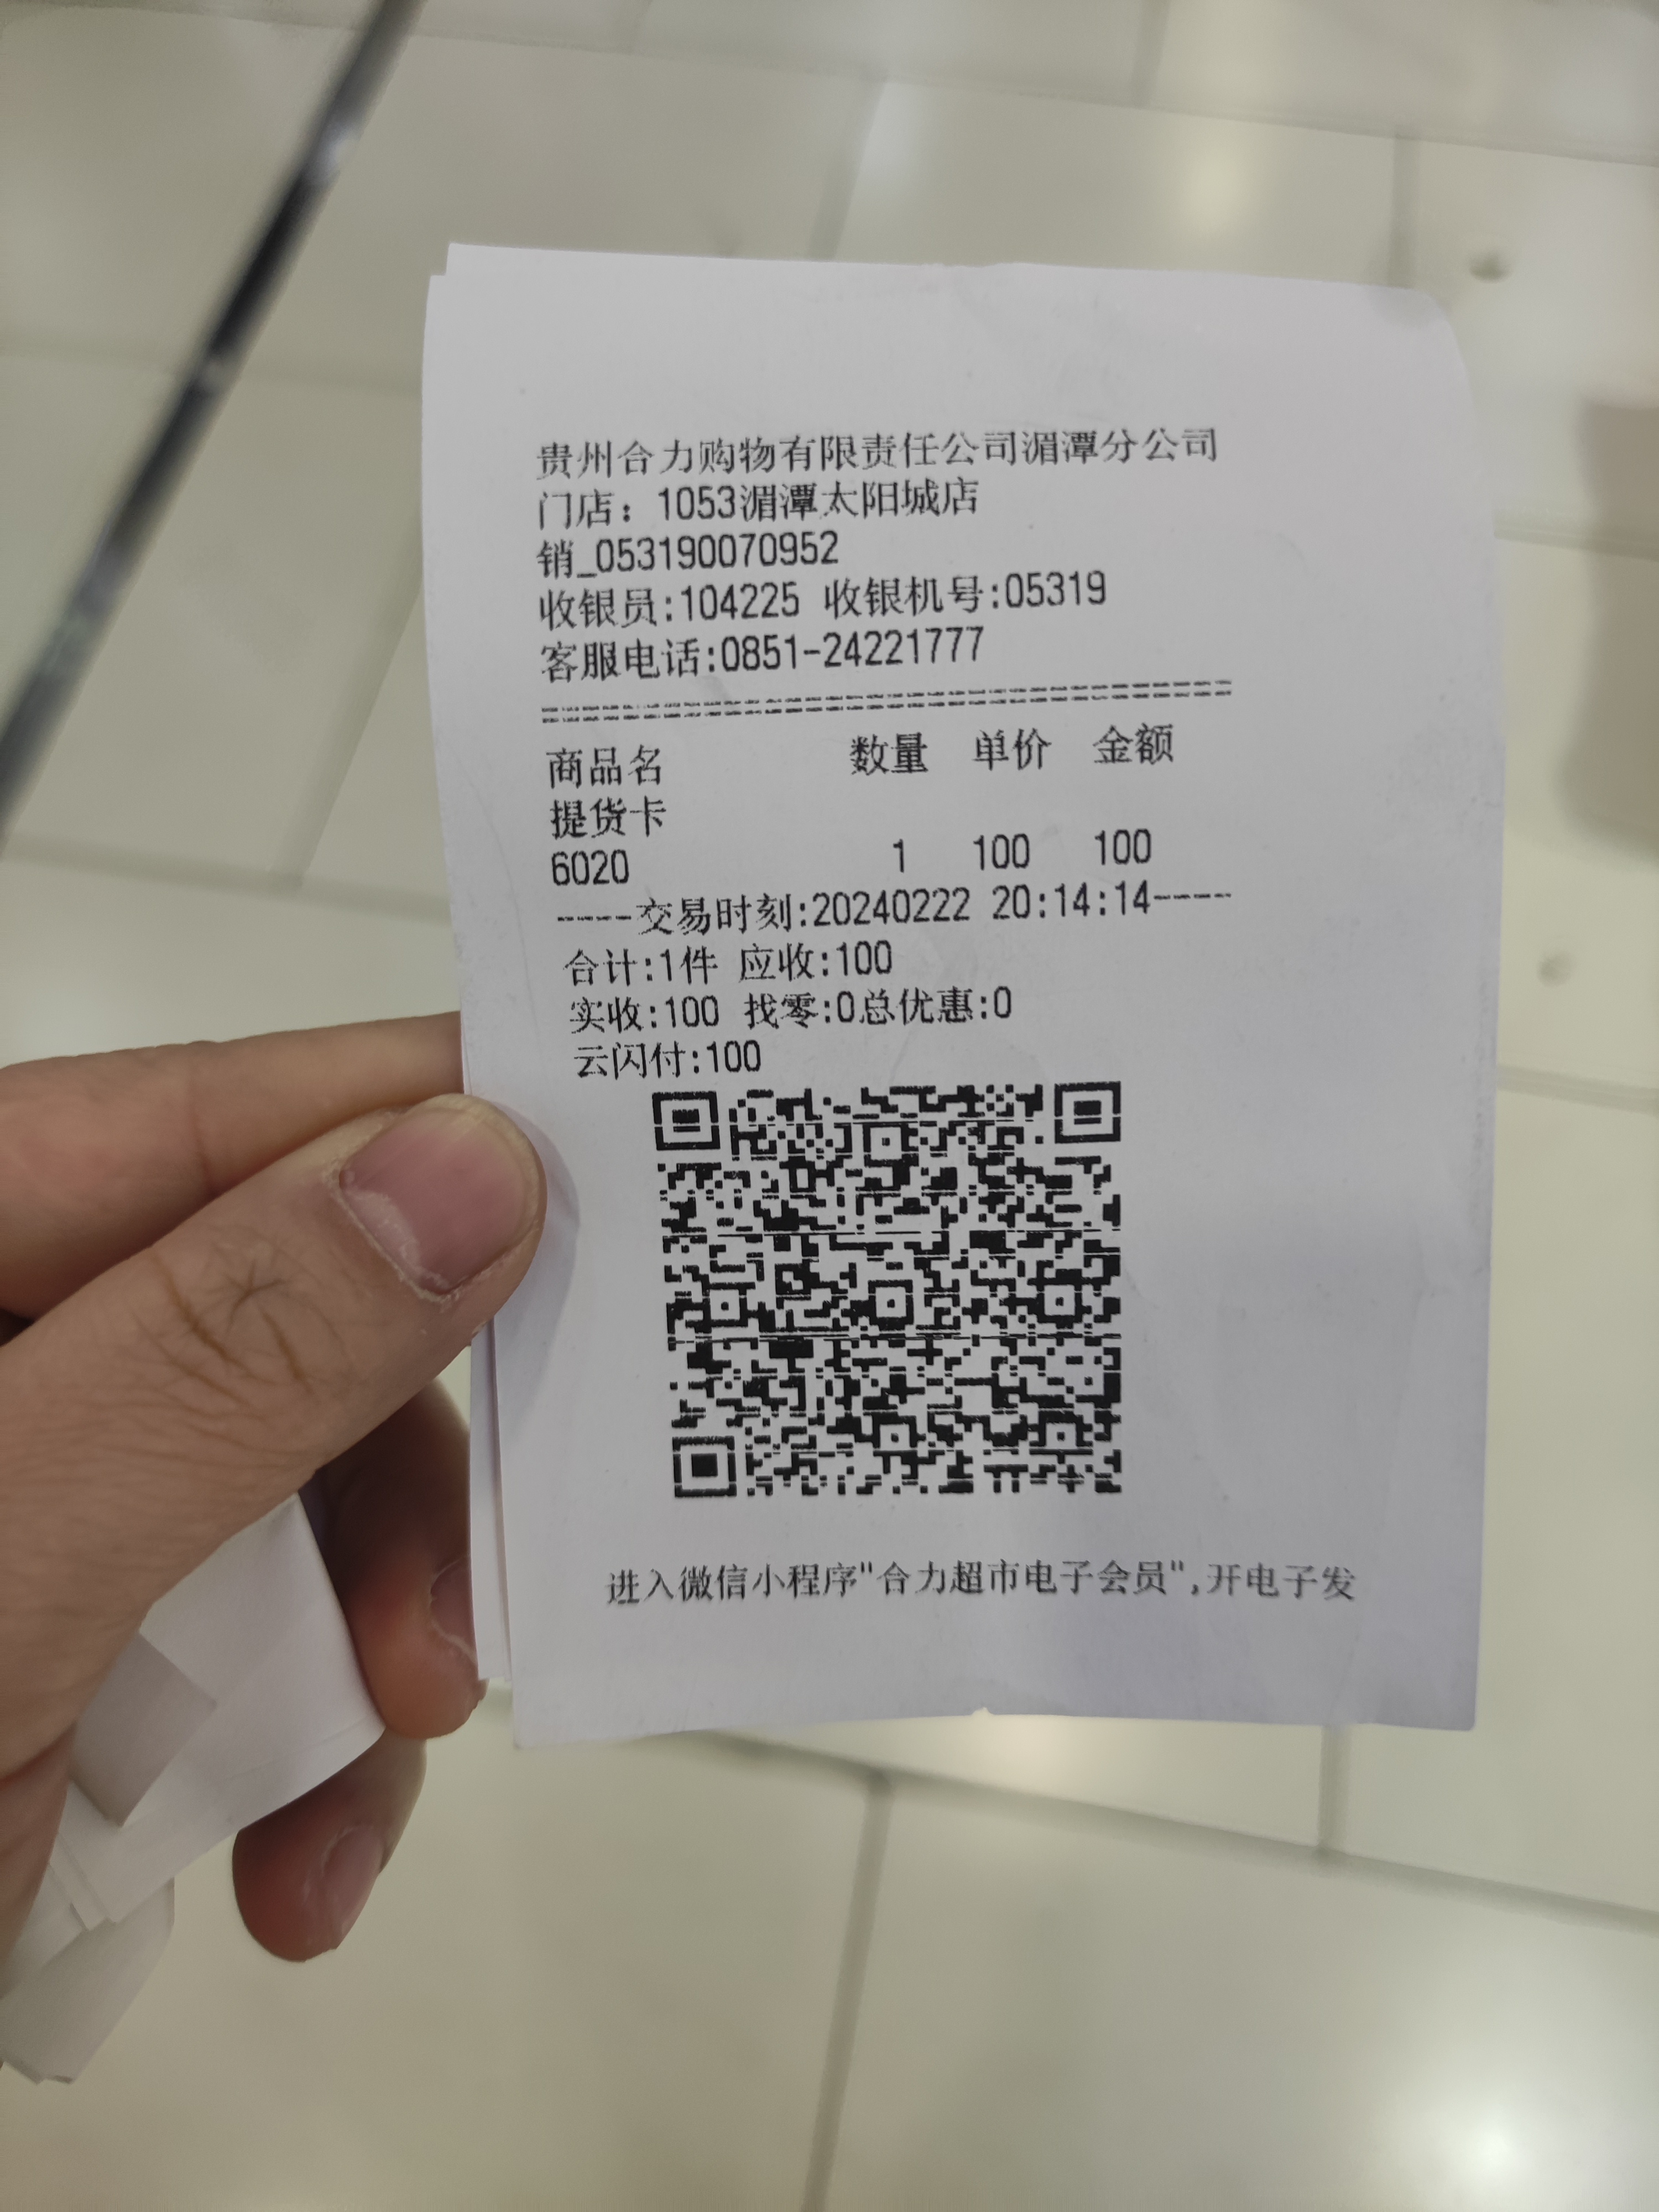 贵州合力购物有限责任公司湄潭分公司
门店：1053湄潭太阳城店
销_053190070952
收银员:104225 收银机号:05319
客服电话:0851-24221777
商品名 数量 单价 金额
提货卡
6020 1 100 100
----交易时刻:20240222 20:14:14----
合计:1件 应收:100
实收:100 找零:0总优惠:0
云闪付:100
进入微信小程序"合力超市电子会员",开电子发